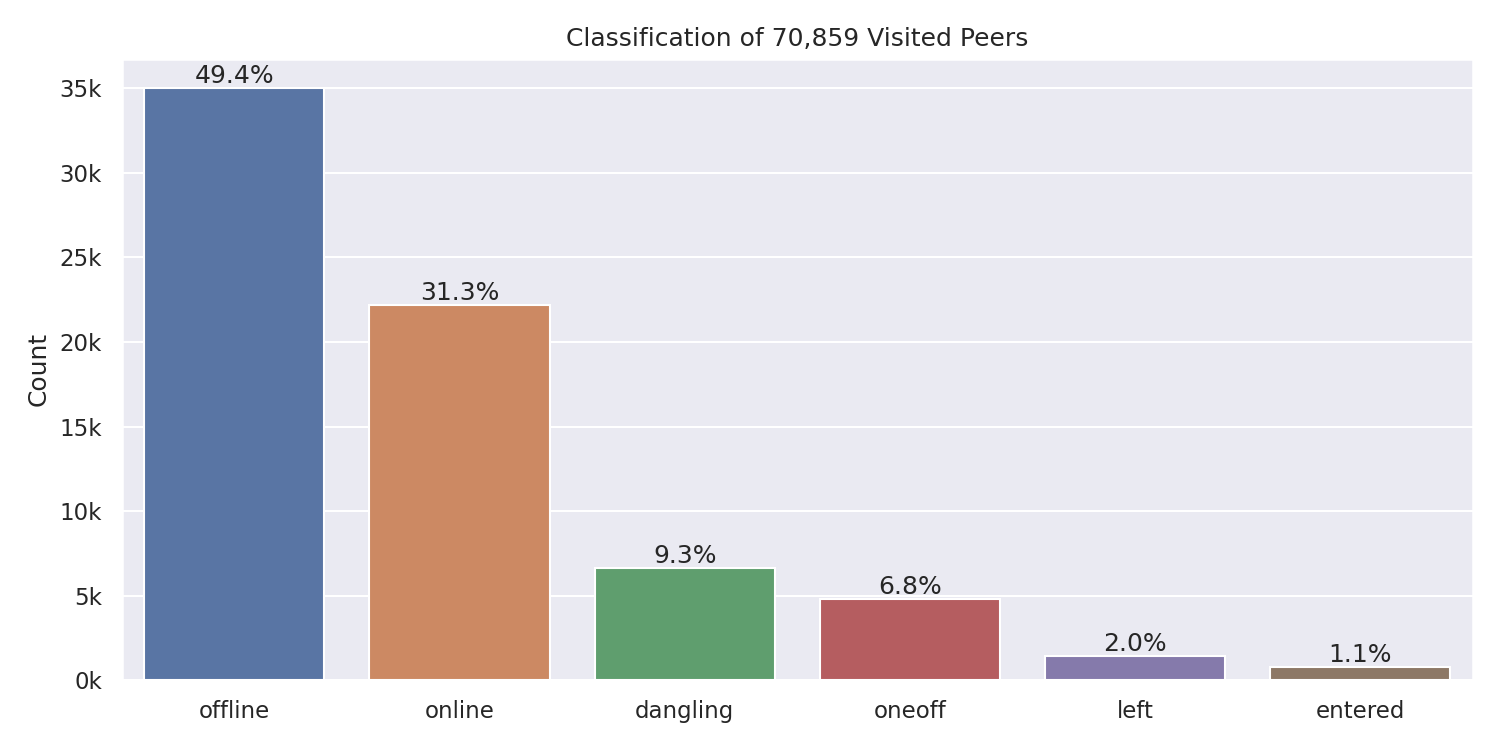 Classification of 70,859 Visited Peers
49.4%
35k
30k
25k
31.3%
20k
Count
15k
10k
9.3%
6.8%
5k
2.0%
1.1%
0k
offline
online
dangling
oneoff
left
entered